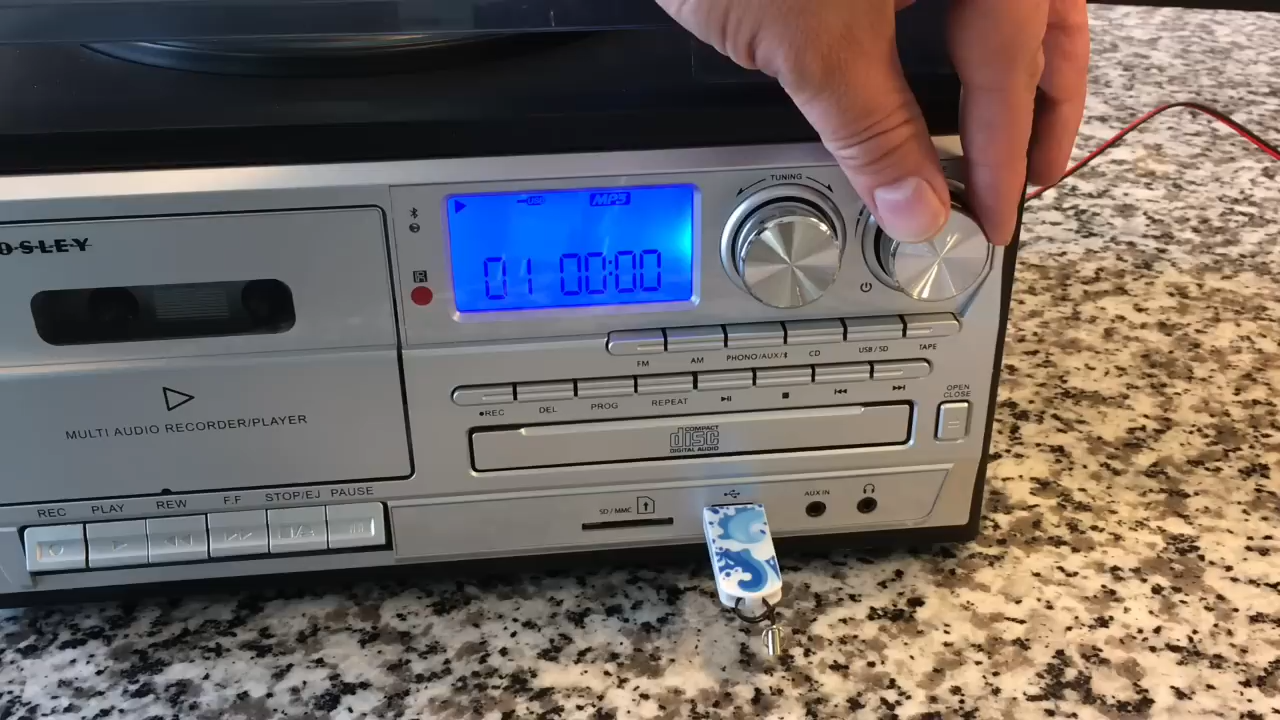 TUNING
USB MP3
OSLEY
01 00:00
FM AM PHONO/AUX/ CD USB / SD TAPE
REC DEL PROG REPEAT
OPEN
CLOSE
MULTI AUDIO RECORDER/PLAYER
COMPACT
disc
DIGITAL AUDIO
REC PLAY REW F.F STOP/EJ PAUSE
SD / MMC
AUX IN